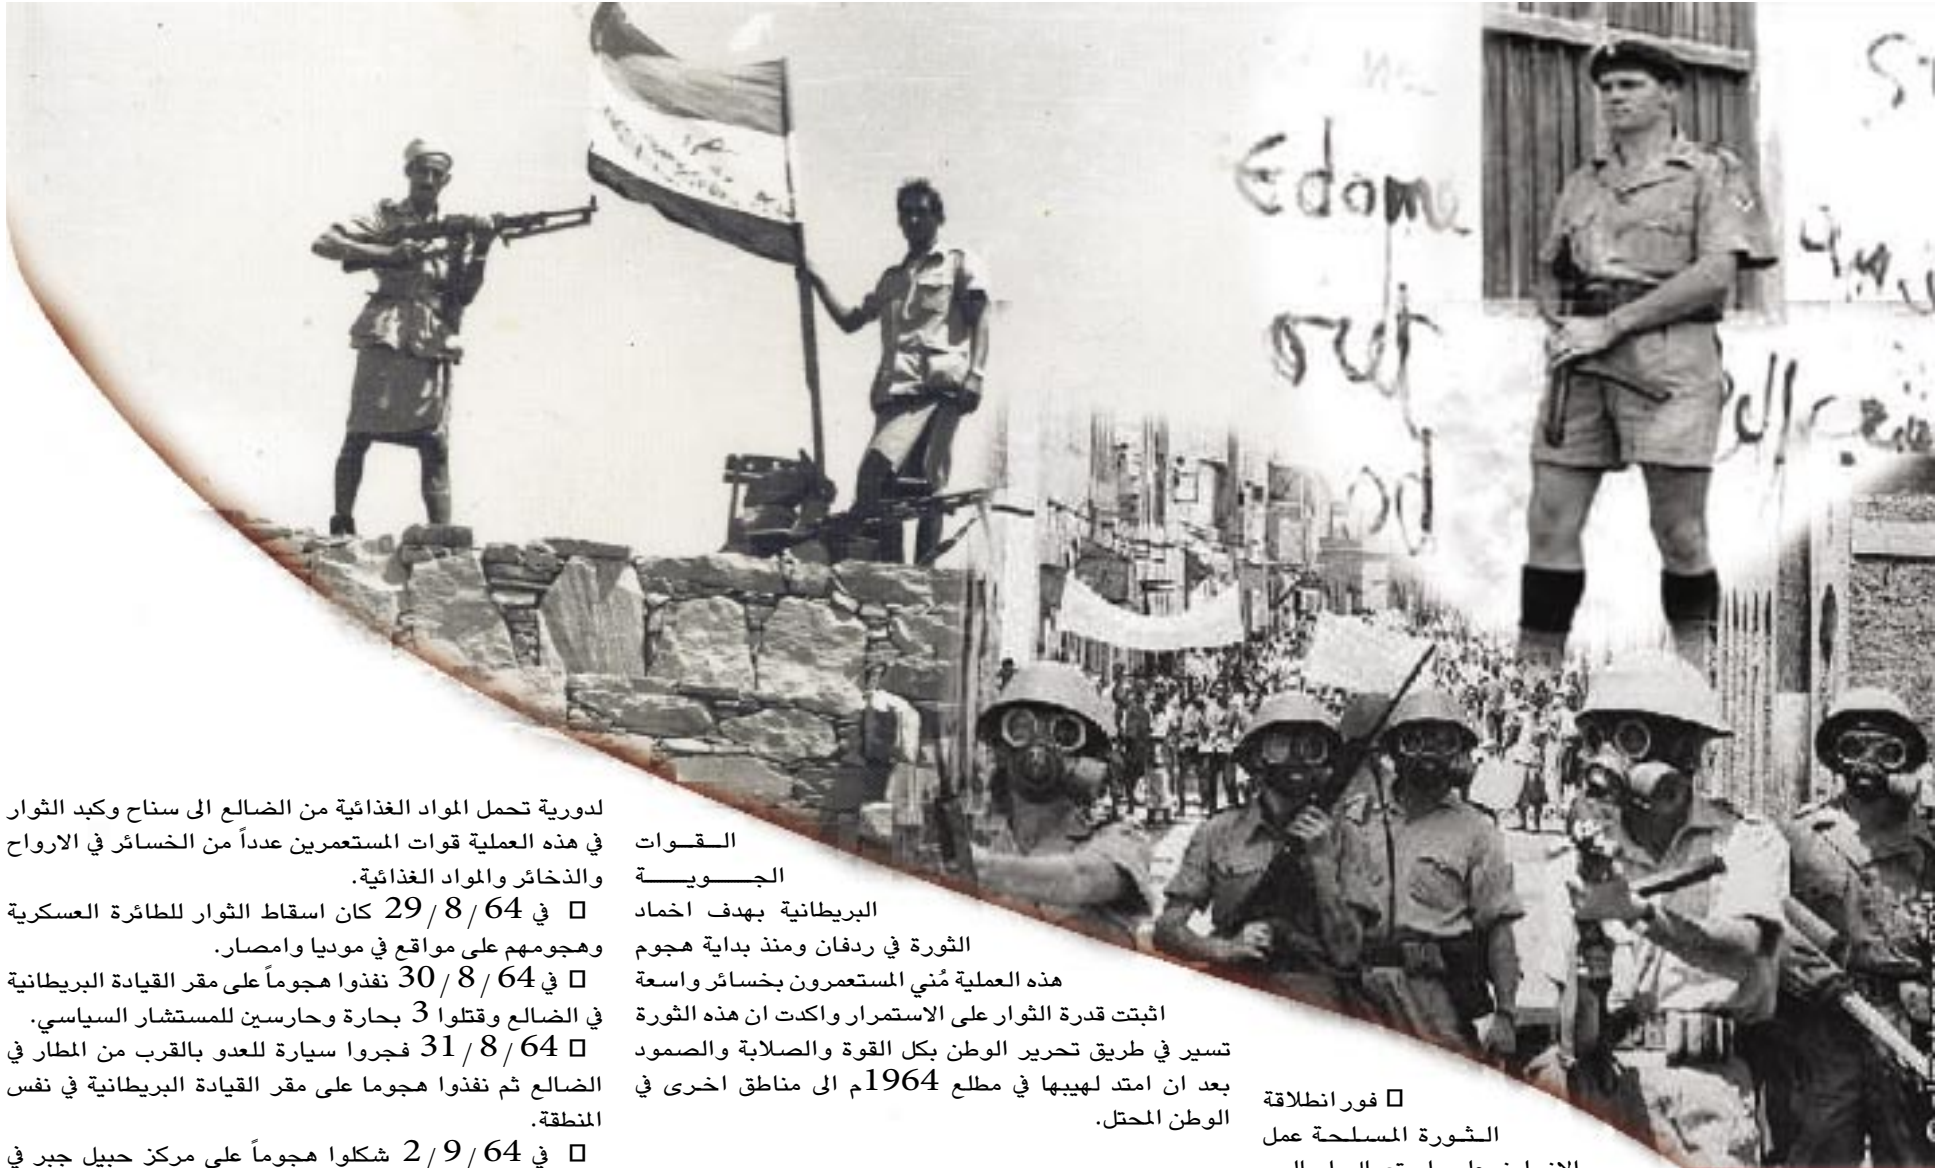 Edome
out
□ فور انطلاقة
الـثـورة المسلـحـة عمل
الـقـوات
الجـــويــــة
البريطانية بهدف اخماد
الثورة في ردفان ومنذ بداية هجوم
هذه العملية مُني المستعمرون بخسائر واسعة
اثبتت قدرة الثوار على الاستمرار واكدت ان هذه الثورة
تسير في طريق تحرير الوطن بكل القوة والصلابة والصمود
بعد ان امتد لهيبها في مطلع 1964م الى مناطق اخرى في
الوطن المحتل.
لدورية تحمل المواد الغذائية من الضالع الى سناح وكبد الثوار
في هذه العملية قوات المستعمرين عدداً من الخسائر في الارواح
والذخائر والمواد الغذائية.
□ في 29/8/64 كان اسقاط الثوار للطائرة العسكرية
وهجومهم على مواقع في موديا وامصار.
□ في 30/8/64 نفذوا هجوماً على مقر القيادة البريطانية
في الضالع وقتلوا 3 بحارة وحارسين للمستشار السياسي.
□ 31/8/64 فجروا سيارة للعدو بالقرب من المطار في
الضالع ثم نفذوا هجوما على مقر القيادة البريطانية في نفس
المنطقة.
□ في 2/9/64 شكلوا هجوماً على مركز حبيل جبر في